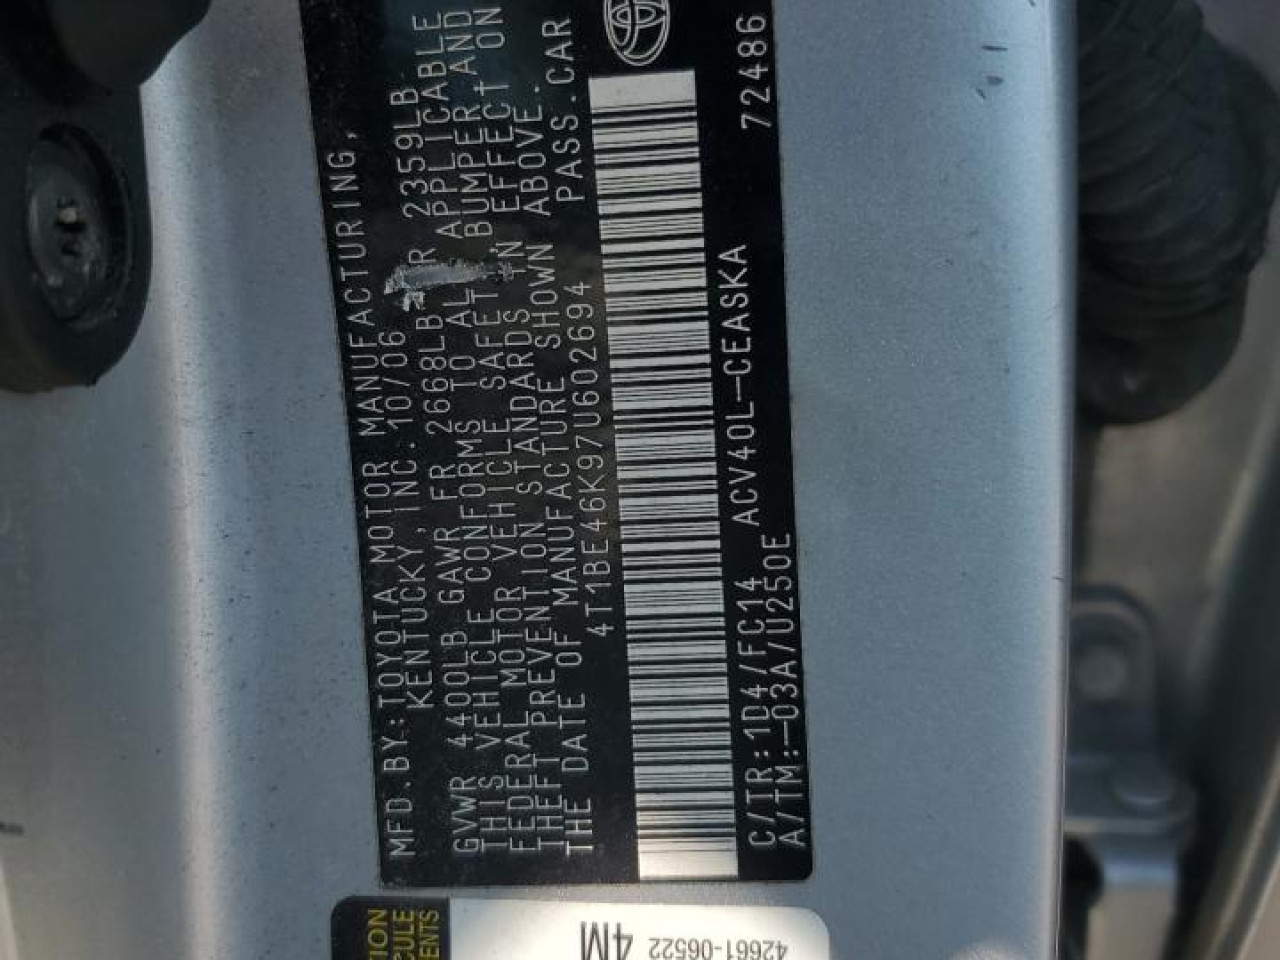 MFD.BY:TOYOTA MOTOR MANUFACTURING,
KENTUCKY, INC. 10/06
GVWR 4400LB GAWR FR 2668LB RR 2359LB
THIS VEHICLE CONFORMS TO ALL APPLICABLE
FEDERAL MOTOR VEHICLE SAFETY, BUMPER, AND
THEFT PREVENTION STANDARDS IN EFFECT ON
THE DATE OF MANUFACTURE SHOWN ABOVE.
4T1BE46K97U602694 PASS.CAR
C/TR:1D4/FC14 ACV40L-CEASKA 72486
A/TM:-03A/U250E
4M
42661-06522